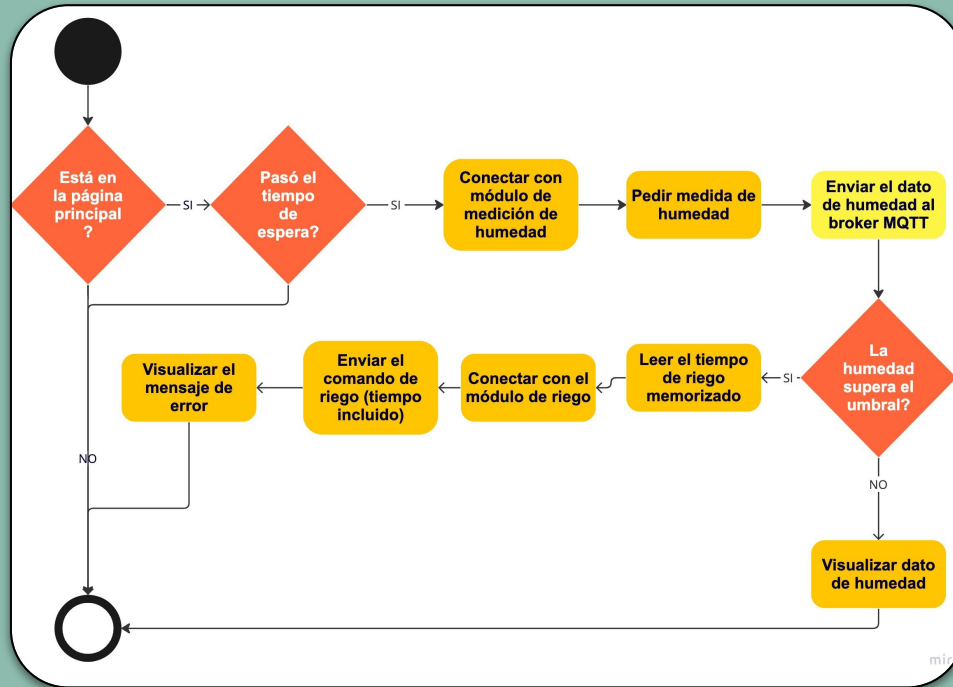 Está en
la página
principal
?
SI
Pasó el
tiempo
de
espera?
SI
Conectar con
módulo de
medición de
humedad
Pedir medida de
humedad
Enviar el dato
de humedad al
broker MQTT
La
humedad
supera el
umbral?
SI
Leer el tiempo
de riego
memorizado
Conectar con el
módulo de riego
Enviar el
comando de
riego (tiempo
incluido)
Visualizar el
mensaje de
error
NO
NO
Visualizar dato
de humedad